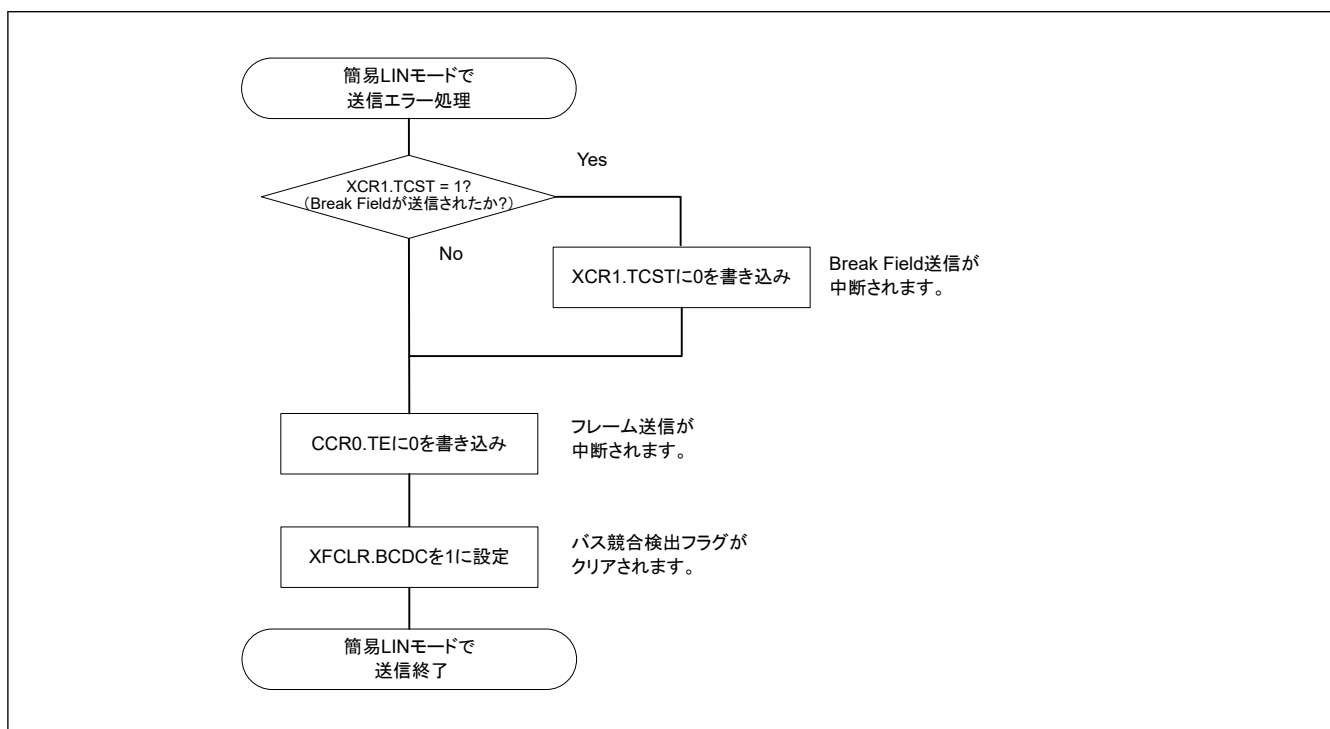 簡易LINモードで
送信エラー処理
Yes
XCR1.TCST = 1?
（Break Fieldが送信されたか?）
No
XCR1.TCSTに0を書き込み
Break Field送信が
中断されます。
CCR0.TEに0を書き込み
フレーム送信が
中断されます。
XFCLR.BCDCを1に設定
バス競合検出フラグが
クリアされます。
簡易LINモードで
送信終了